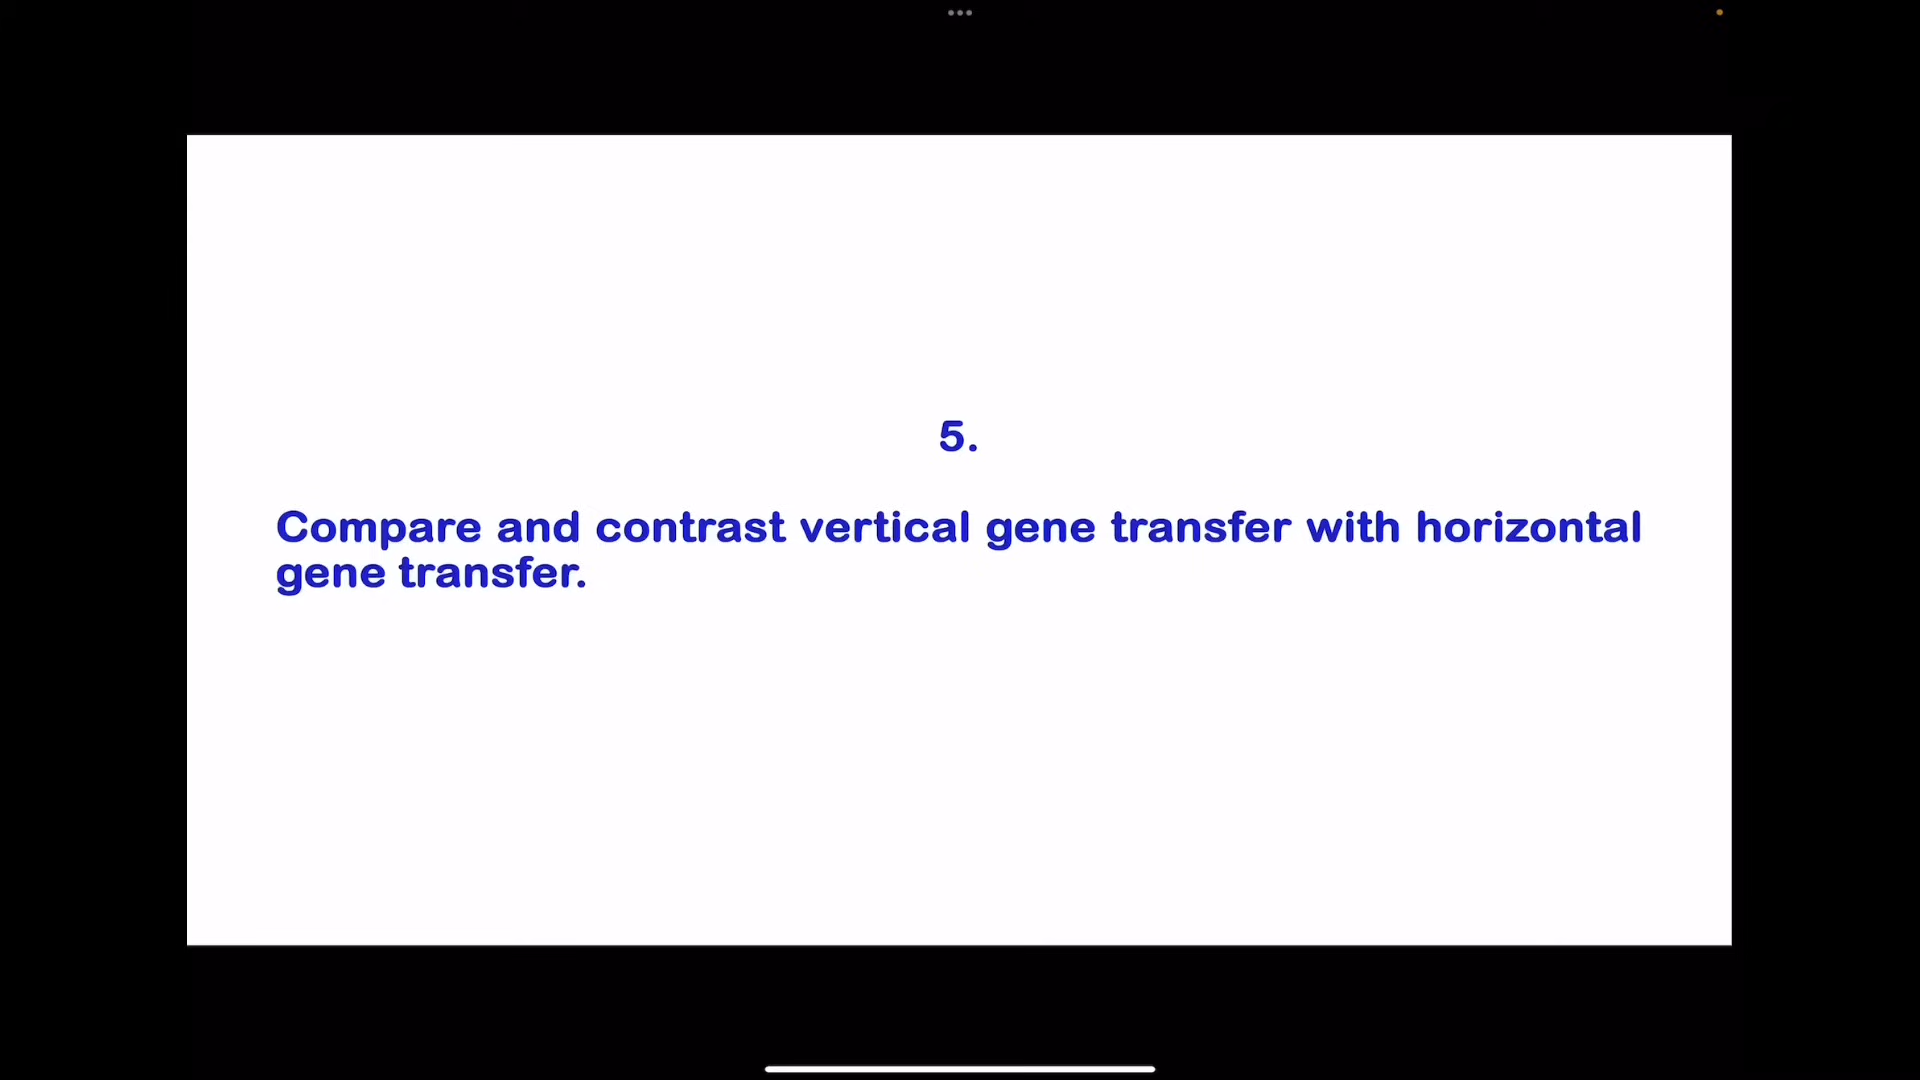 5.
Compare and contrast vertical gene transfer with horizontal
gene transfer.